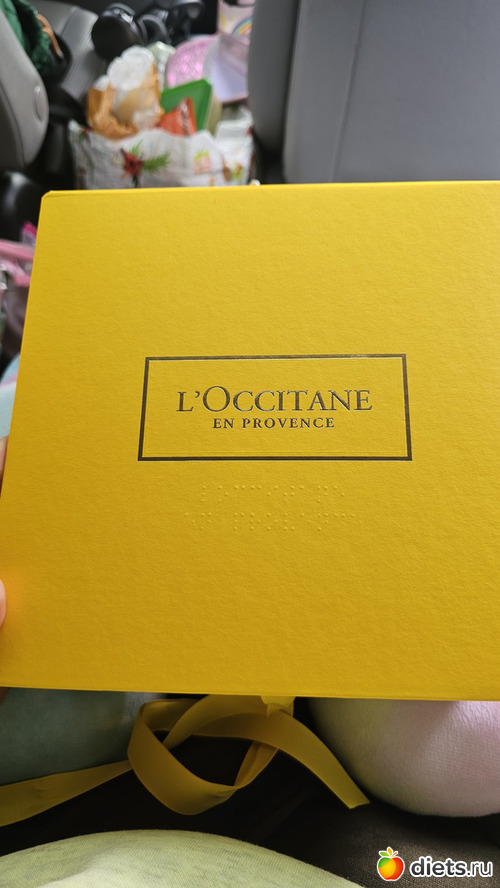 L'OCCITANE
EN PROVENCE
diets.ru